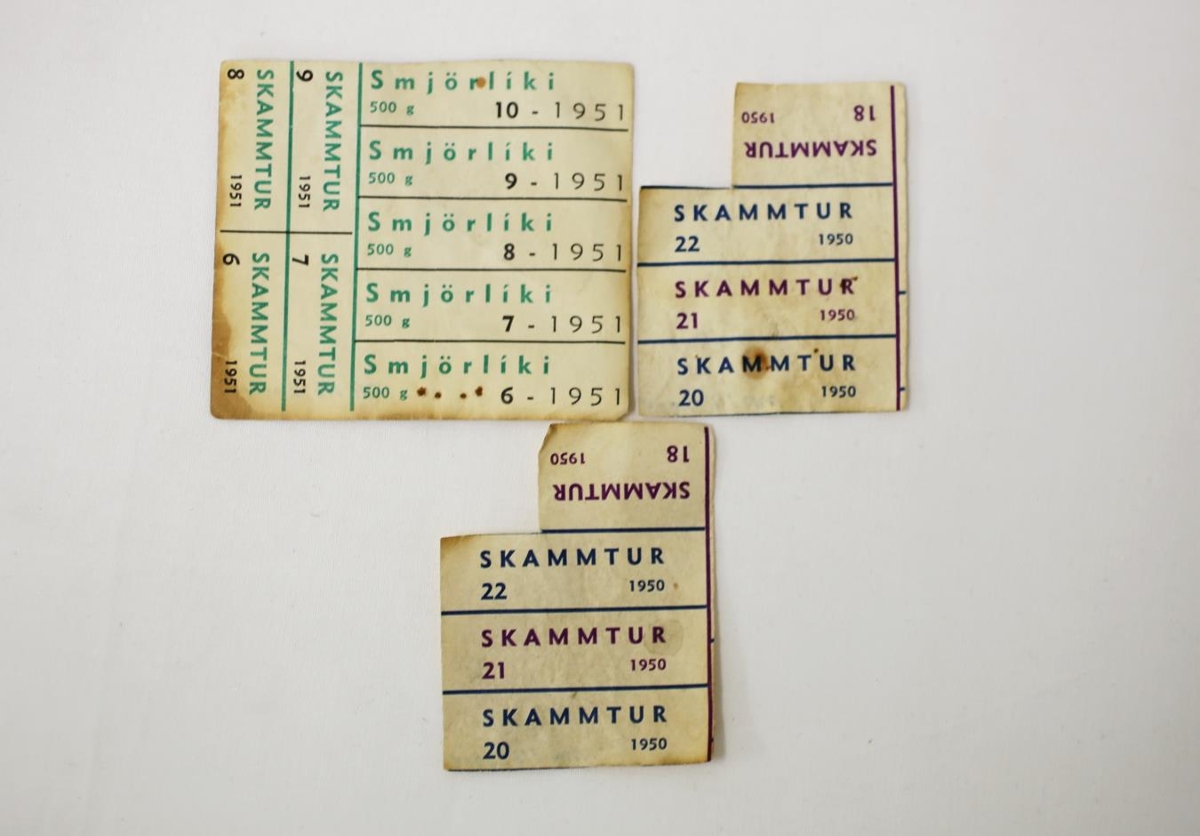 8 SKAMMTUR 1951
9 SKAMMTUR 1951
6 SKAMMTUR 1951
7 SKAMMTUR 1951
Smjörlíki
500 g 10 - 1951
Smjörlíki
500 g 9 - 1951
Smjörlíki
500 g 8 - 1951
Smjörlíki
500 g 7 - 1951
Smjörlíki
500 g 6 - 1951
SKAMMTUR
18 1950
SKAMMTUR
22 1950
SKAMMTUR
21 1950
SKAMMTUR
20 1950
SKAMMTUR
18 1950
SKAMMTUR
22 1950
SKAMMTUR
21 1950
SKAMMTUR
20 1950